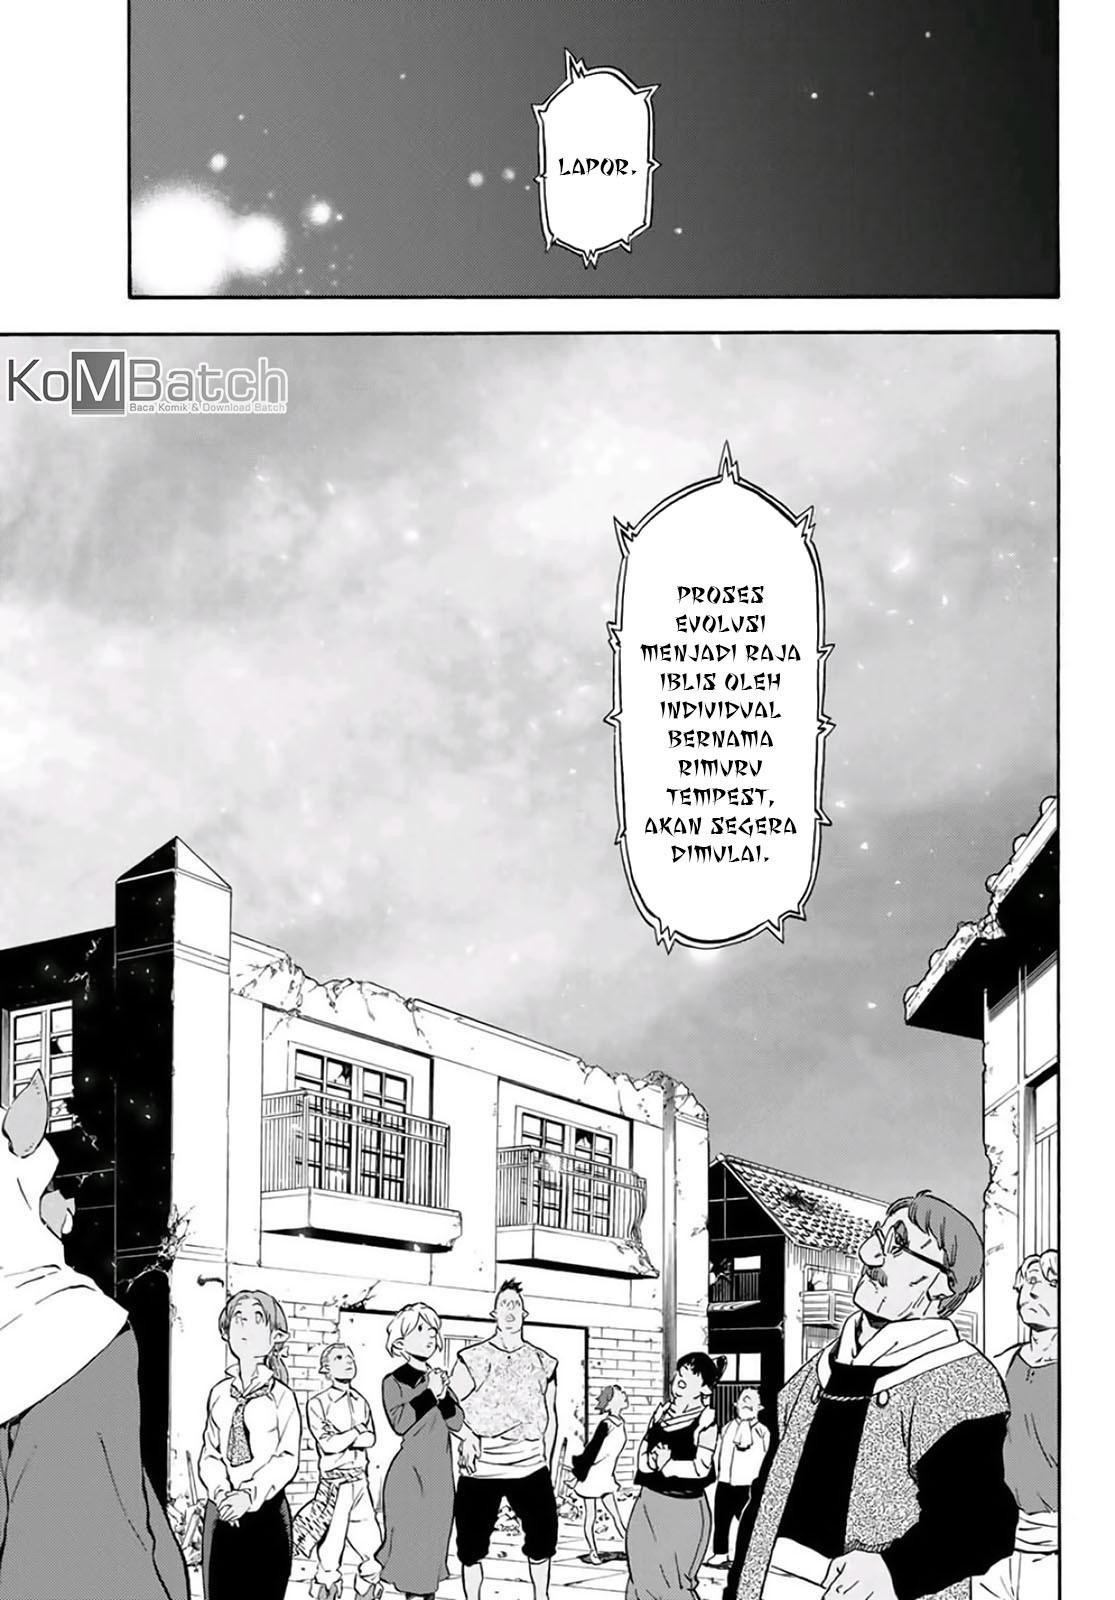 LAPOR.
KoMBatch
Baca Komik & Download Batch
PROSES
EVOLUSI
MENJADI RAJA
IBLIS OLEH
INDIVIDUAL
BERNAMA
RIMURU
TEMPEST,
AKAN SEGERA
DIMULAI.